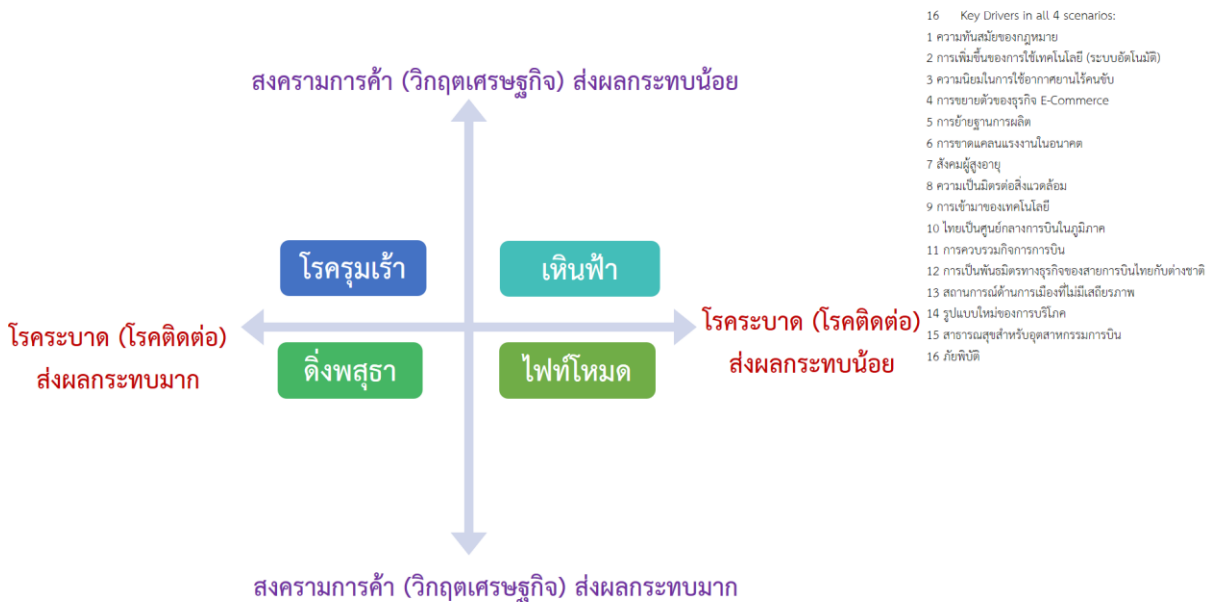 สงครามการค้า (วิกฤตเศรษฐกิจ) ส่งผลกระทบน้อย
โรครุมเร้า
เหินฟ้า
โรคระบาด (โรคติดต่อ)
ส่งผลกระทบมาก
โรคระบาด (โรคติดต่อ)
ส่งผลกระทบน้อย
ดิ่งพสุธา
ไฟท์โหมด
สงครามการค้า (วิกฤตเศรษฐกิจ) ส่งผลกระทบมาก
16 Key Drivers in all 4 scenarios:
1 ความทันสมัยของกฎหมาย
2 การเพิ่มขึ้นของการใช้เทคโนโลยี (ระบบอัตโนมัติ)
3 ความนิยมในการใช้อากาศยานไร้คนขับ
4 การขยายตัวของธุรกิจ E-Commerce
5 การย้ายฐานการผลิต
6 การขาดแคลนแรงงานในอนาคต
7 สังคมผู้สูงอายุ
8 ความเป็นมิตรต่อสิ่งแวดล้อม
9 การเข้ามาของเทคโนโลยี
10 ไทยเป็นศูนย์กลางการบินในภูมิภาค
11 การควบรวมกิจการการบิน
12 การเป็นพันธมิตรทางธุรกิจของสายการบินไทยกับต่างชาติ
13 สถานการณ์ด้านการเมืองที่ไม่มีเสถียรภาพ
14 รูปแบบใหม่ของการบริโภค
15 สาธารณสุขสำหรับอุตสาหกรรมการบิน
16 ภัยพิบัติ